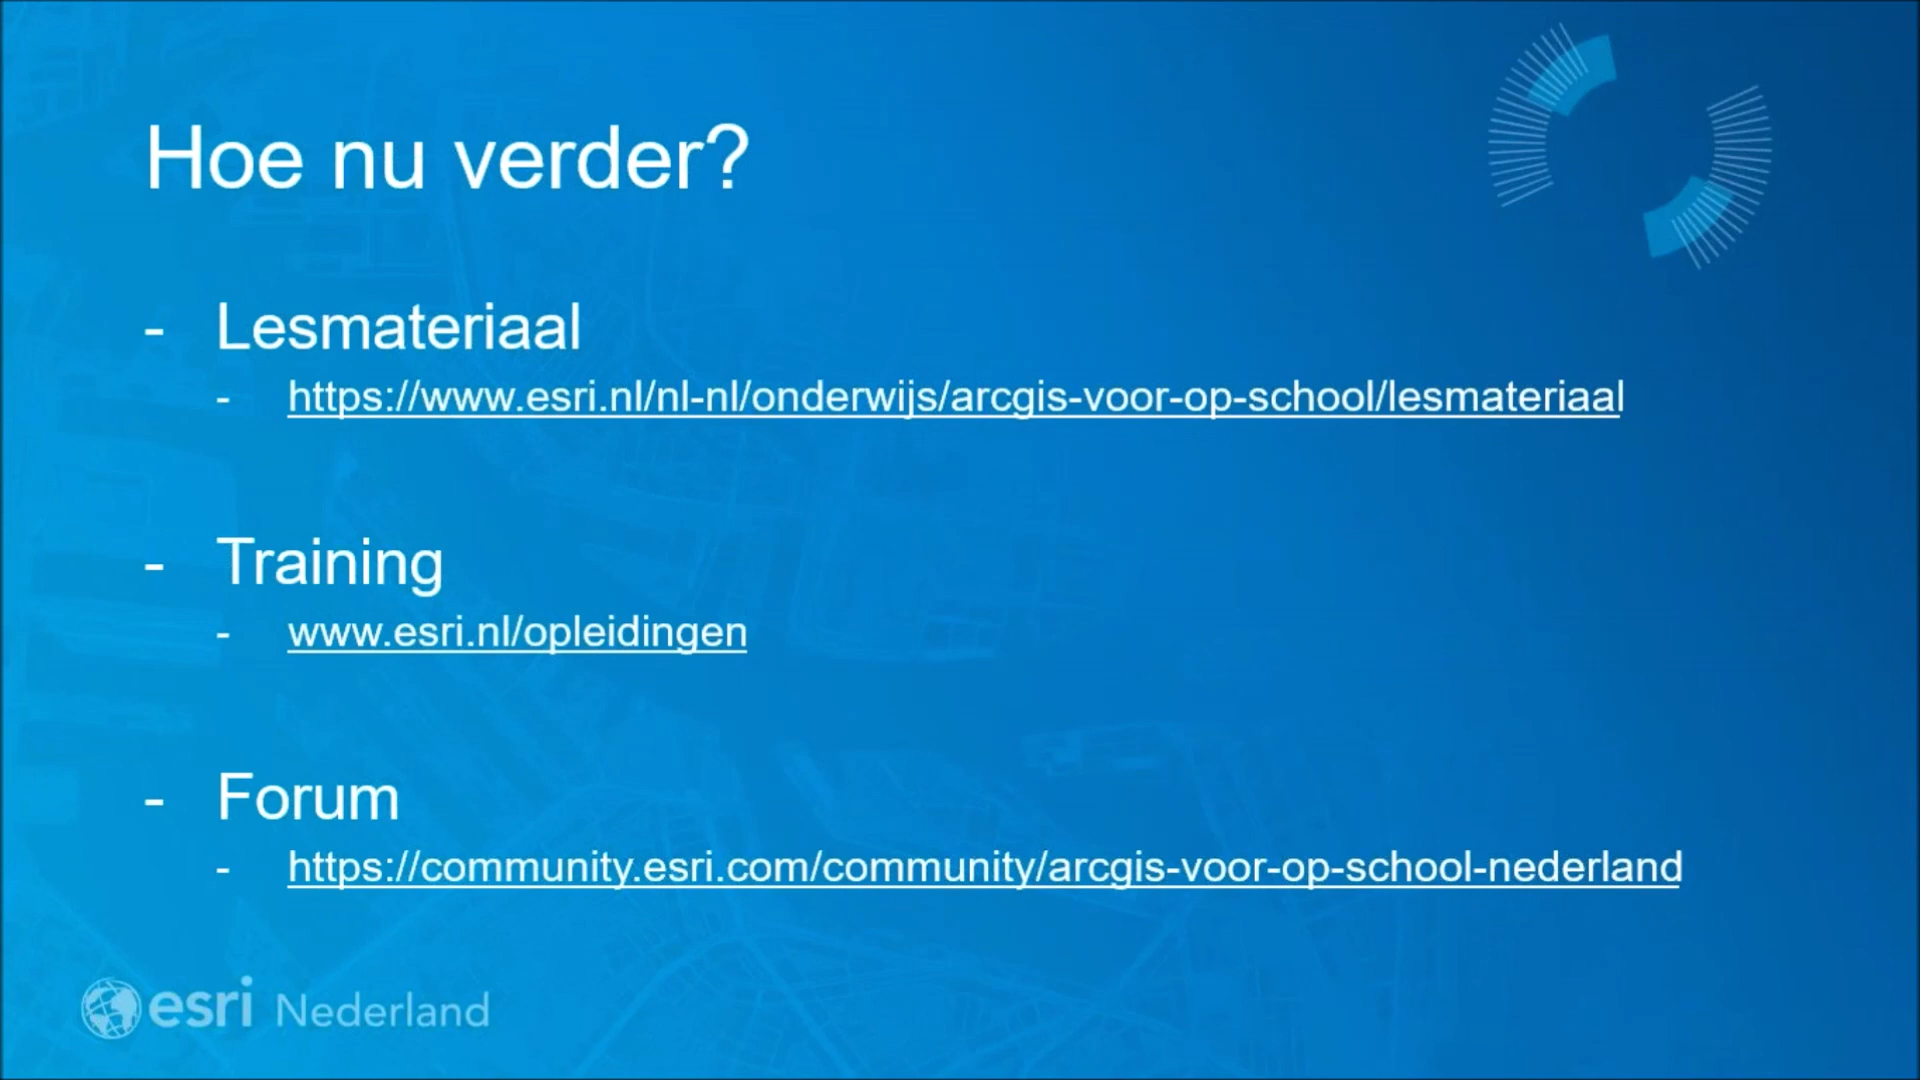 Hoe nu verder?
- Lesmateriaal
- https://www.esri.nl/nl-nl/onderwijs/arcgis-voor-op-school/lesmateriaal
- Training
- www.esri.nl/opleidingen
- Forum
- https://community.esri.com/community/arcgis-voor-op-school-nederland
esri Nederland